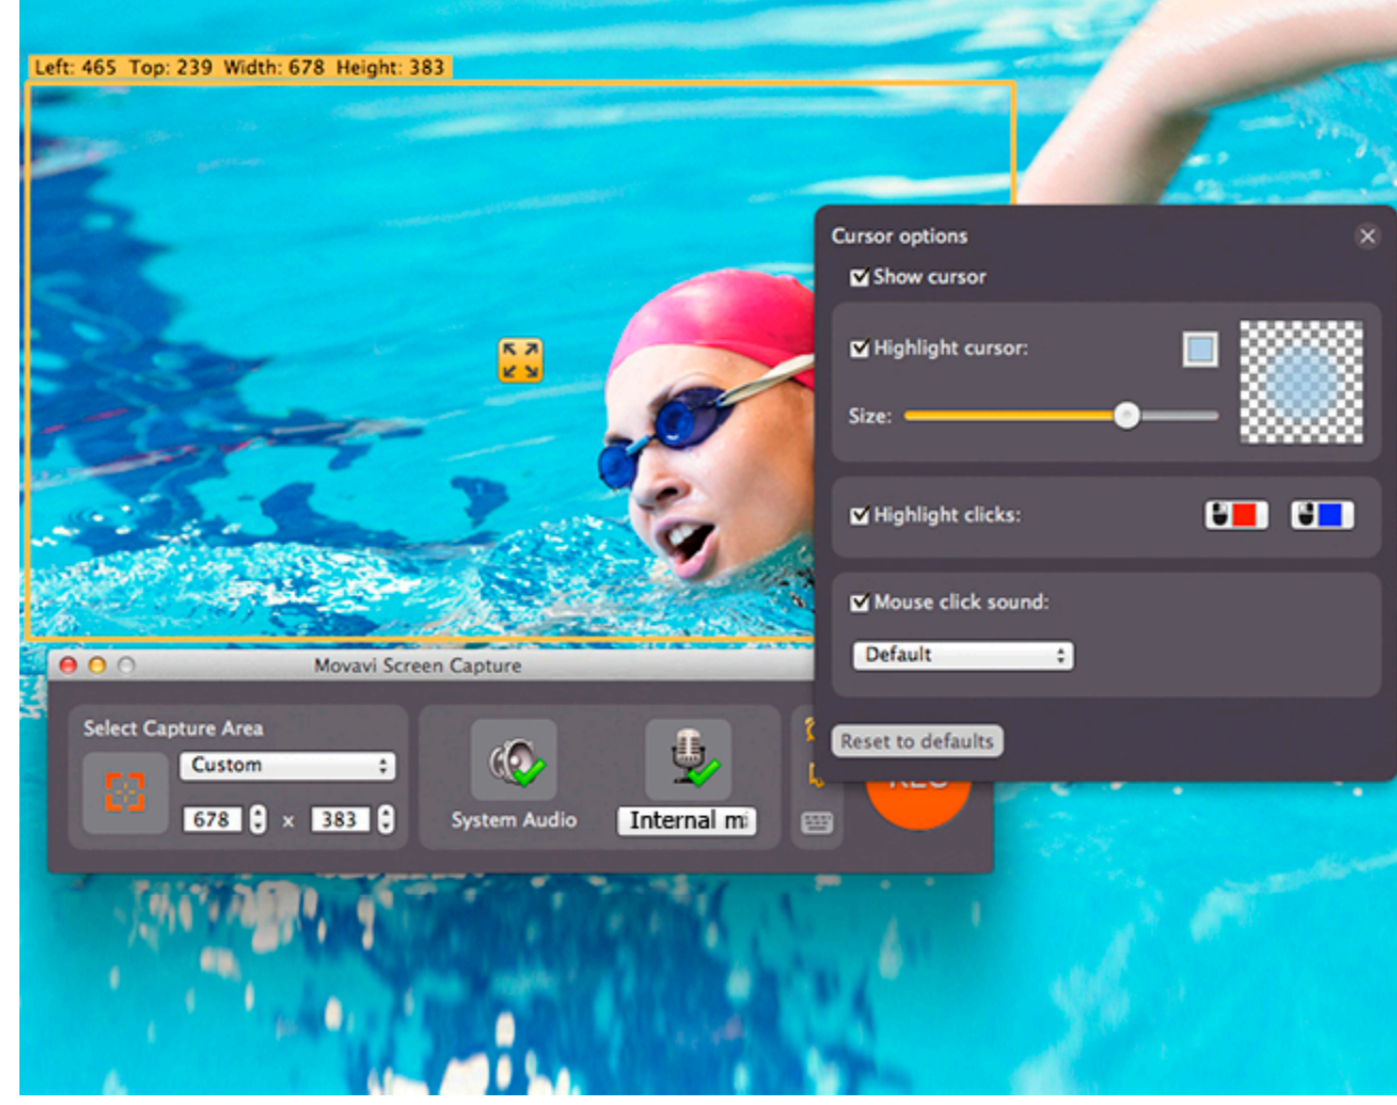 Left: 465 Top: 239 Width: 678 Height: 383
Cursor options
Show cursor
Highlight cursor:
Size:
Highlight clicks:
Mouse click sound:
Default
Reset to defaults
Movavi Screen Capture
Select Capture Area
Custom
678 x 383
System Audio
Internal mi
REC